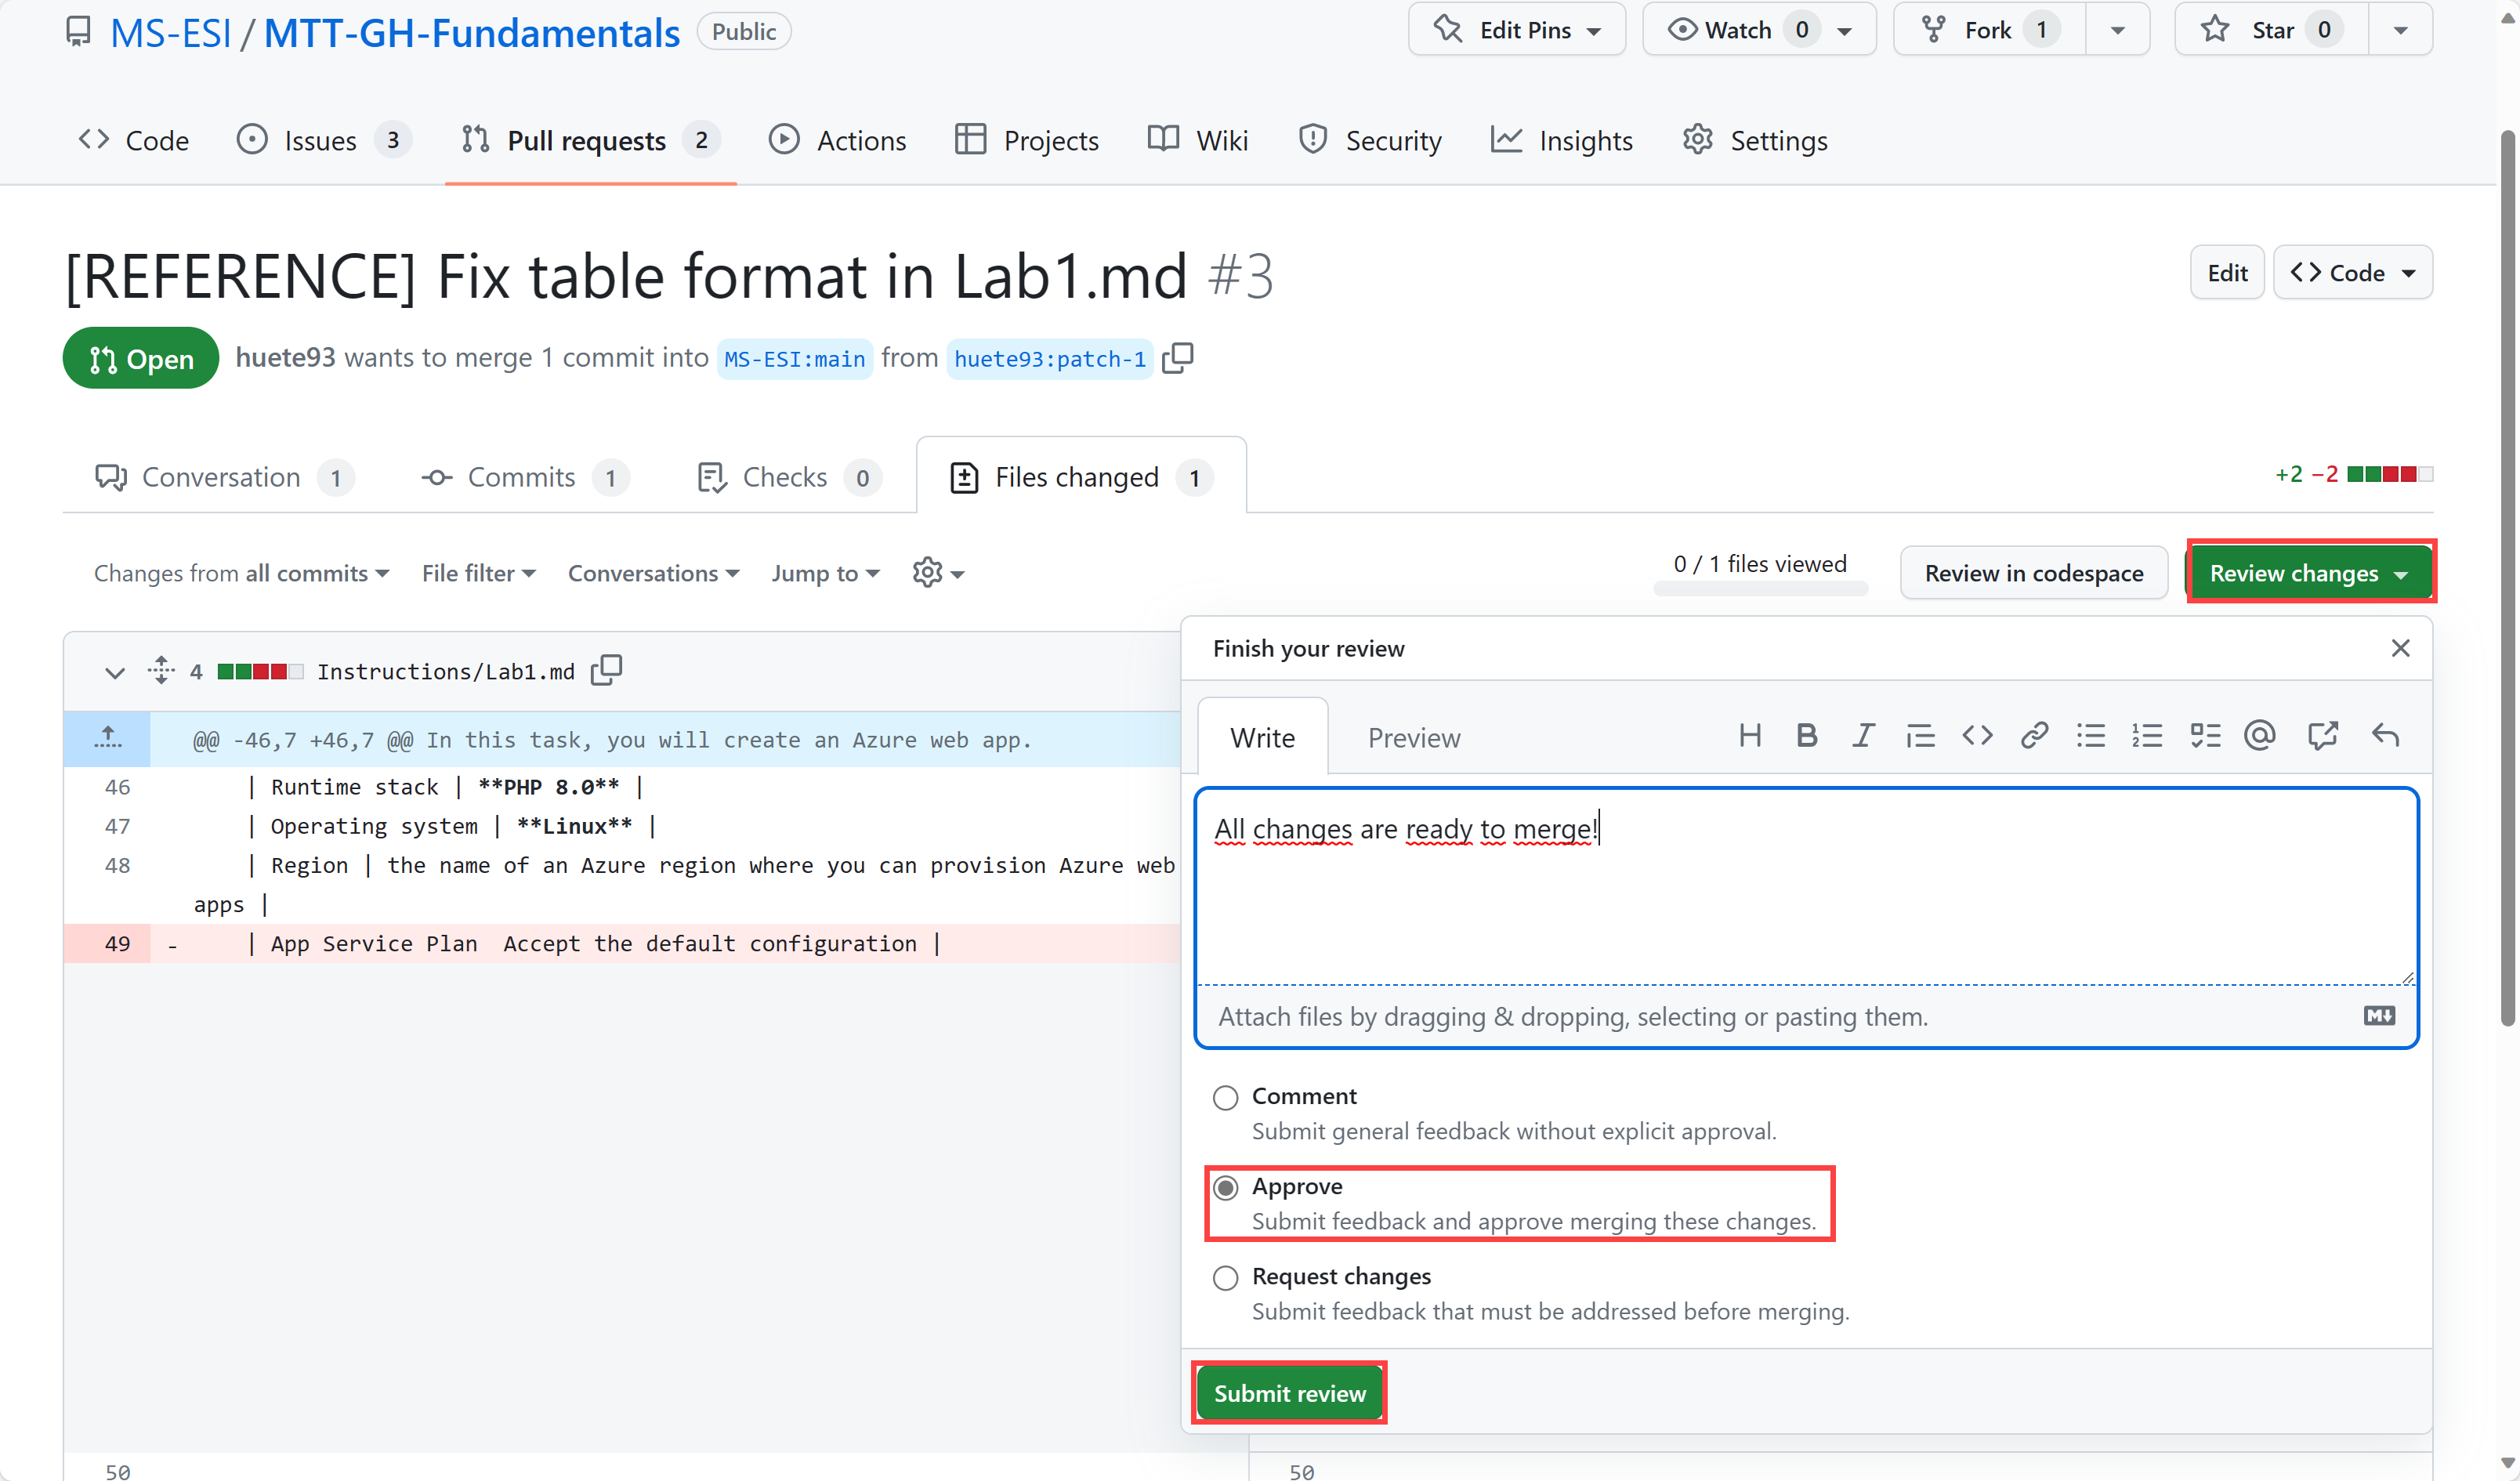 MS-ESI / MTT-GH-Fundamentals Public
Edit Pins Watch 0 Fork 1 Star 0
Code Issues 3 Pull requests 2 Actions Projects Wiki Security Insights Settings
[REFERENCE] Fix table format in Lab1.md #3
Edit Code
Open huete93 wants to merge 1 commit into MS-ESI:main from huete93:patch-1
Conversation 1 Commits 1 Checks 0 Files changed 1
+2 −2
Changes from all commits File filter Conversations Jump to
0 / 1 files viewed Review in codespace Review changes
4 Instructions/Lab1.md
@@ -46,7 +46,7 @@ In this task, you will create an Azure web app.
46 | Runtime stack | **PHP 8.0** |
47 | Operating system | **Linux** |
48 | Region | the name of an Azure region where you can provision Azure web
apps |
49 - | App Service Plan  Accept the default configuration |
50 50
Finish your review
Write Preview
H B I
All changes are ready to merge!
Attach files by dragging & dropping, selecting or pasting them.
M
Comment
Submit general feedback without explicit approval.
Approve
Submit feedback and approve merging these changes.
Request changes
Submit feedback that must be addressed before merging.
Submit review